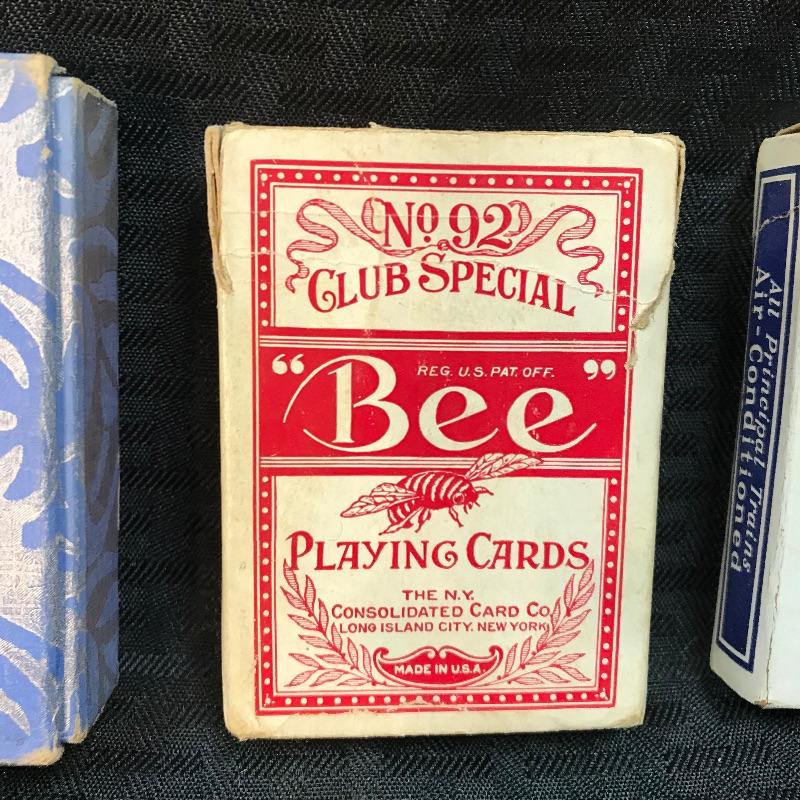 No 92
CLUB SPECIAL
REG. U.S. PAT. OFF.
"Bee"
PLAYING CARDS
THE N.Y.
CONSOLIDATED CARD CO.
LONG ISLAND CITY, NEW YORK
MADE IN U.S.A.
All Principal Trains
Air-Conditioned